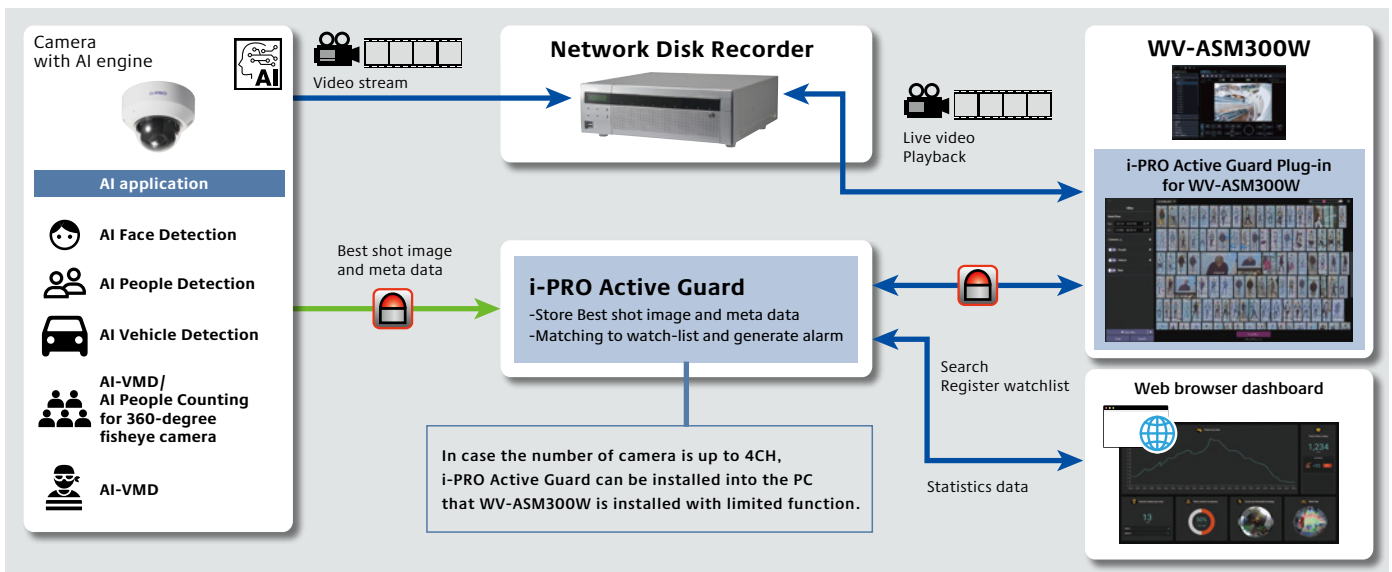 Camera
with AI engine
AI
i-PRO
AI application
AI Face Detection
AI People Detection
AI Vehicle Detection
AI-VMD/
AI People Counting
for 360-degree
fisheye camera
AI-VMD
Video stream
Best shot image
and meta data
Network Disk Recorder
i-PRO Active Guard
-Store Best shot image and meta data
-Matching to watch-list and generate alarm
In case the number of camera is up to 4CH,
i-PRO Active Guard can be installed into the PC
that WV-ASM300W is installed with limited function.
Live video
Playback
Search
Register watchlist
Statistics data
WV-ASM300W
i-PRO Active Guard Plug-in
for WV-ASM300W
Web browser dashboard
1,234
13
50%